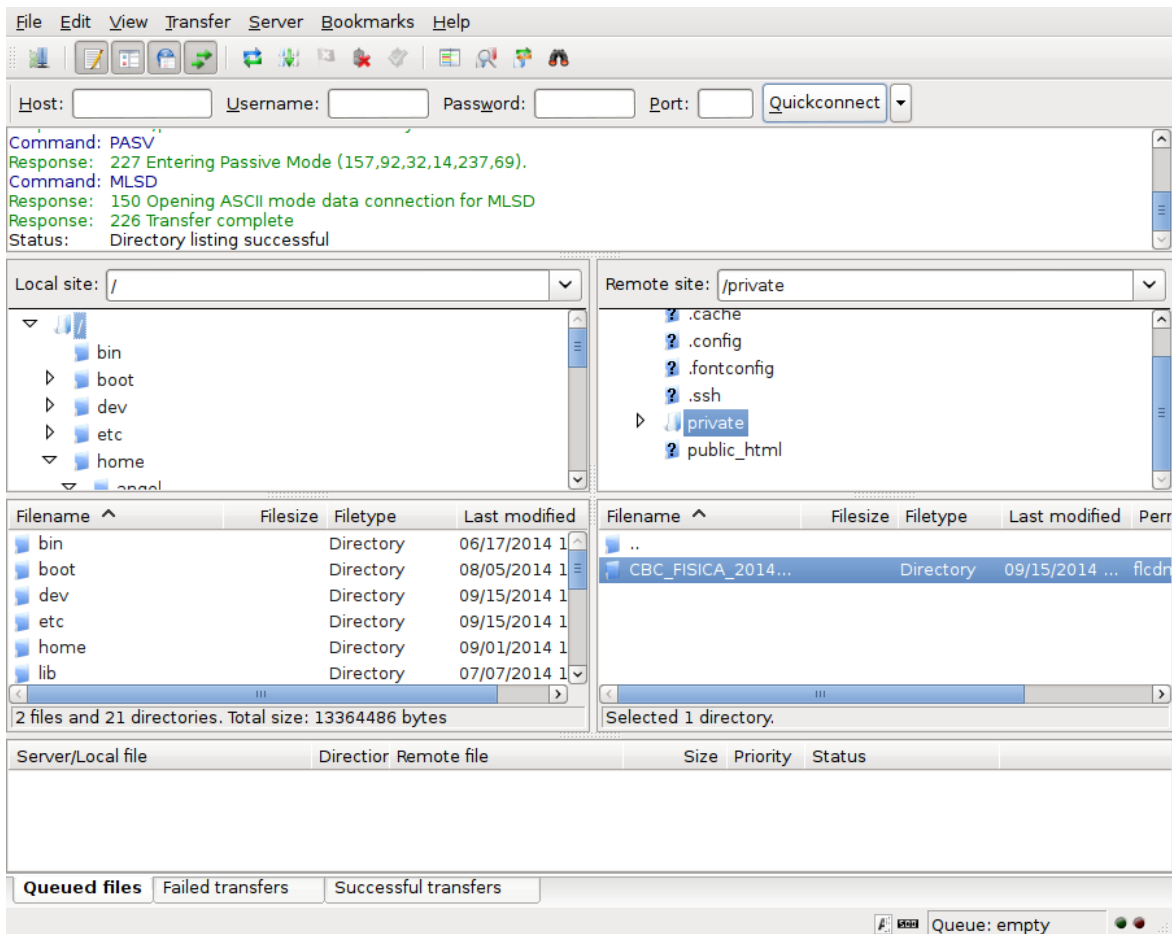 File Edit View Transfer Server Bookmarks Help
Host: Username: Password: Port: Quickconnect
Command: PASV
Response: 227 Entering Passive Mode (157,92,32,14,237,69).
Command: MLSD
Response: 150 Opening ASCII mode data connection for MLSD
Response: 226 Transfer complete
Status: Directory listing successful
Local site: /
/
bin
boot
dev
etc
home
angel
Remote site: /private
.cache
.config
.fontconfig
.ssh
private
public_html
Filename Filesize Filetype Last modified
bin Directory 06/17/2014 1
boot Directory 08/05/2014 1
dev Directory 09/15/2014 1
etc Directory 09/15/2014 1
home Directory 09/01/2014 1
lib Directory 07/07/2014 1
2 files and 21 directories. Total size: 13364486 bytes
Filename Filesize Filetype Last modified Perr
..
CBC_FISICA_2014... Directory 09/15/2014 ... flcdn
Selected 1 directory.
Server/Local file Direction Remote file Size Priority Status
Queued files Failed transfers Successful transfers
Queue: empty